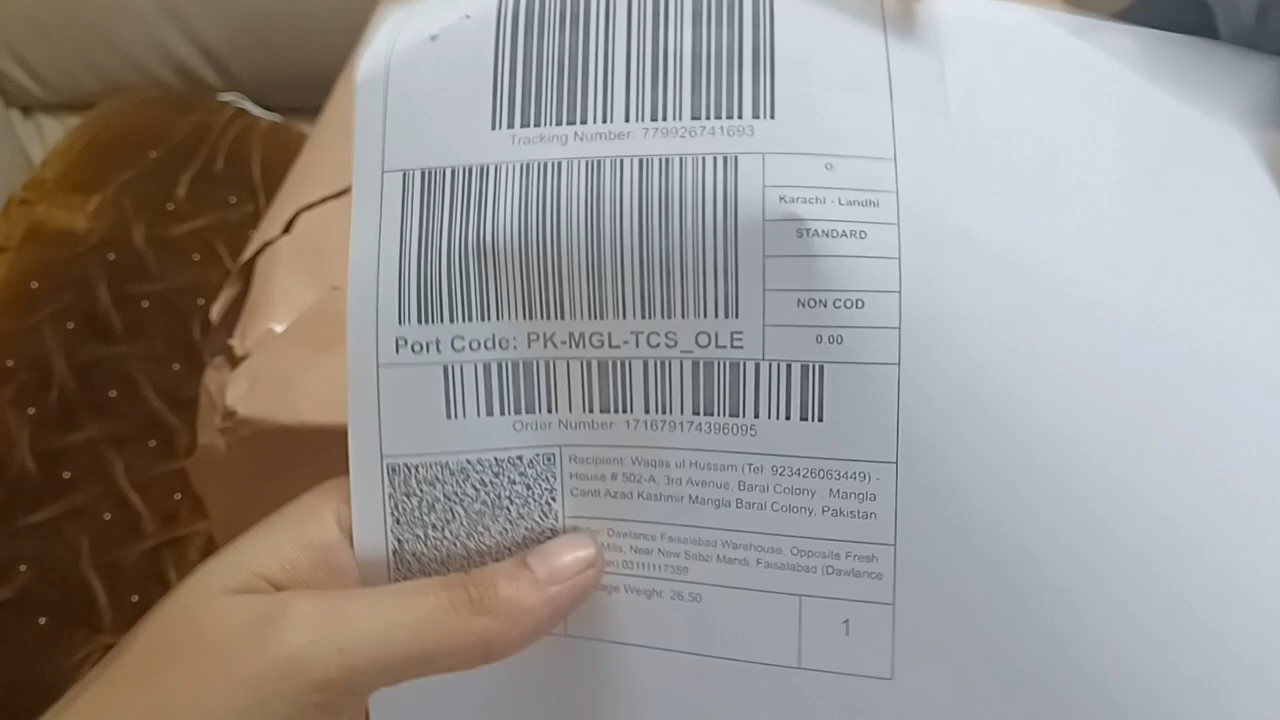 Tracking Number: 779926741693
0:
Karachi - Landhi
STANDARD
NON COD
0.00
Port Code: PK-MGL-TCS_OLE
Order Number: 171679174396095
Recipient: Waqas ul Hussam (Tel: 923426063449) -
House # 502-A, 3rd Avenue, Baral Colony , Mangla
Cantt Azad Kashmir Mangla Baral Colony, Pakistan
Dawlance Faisalabad Warehouse, Opposite Fresh
Mills, Near New Sabzi Mandi, Faisalabad (Dawlance
03111117359
Weight: 26.50
1